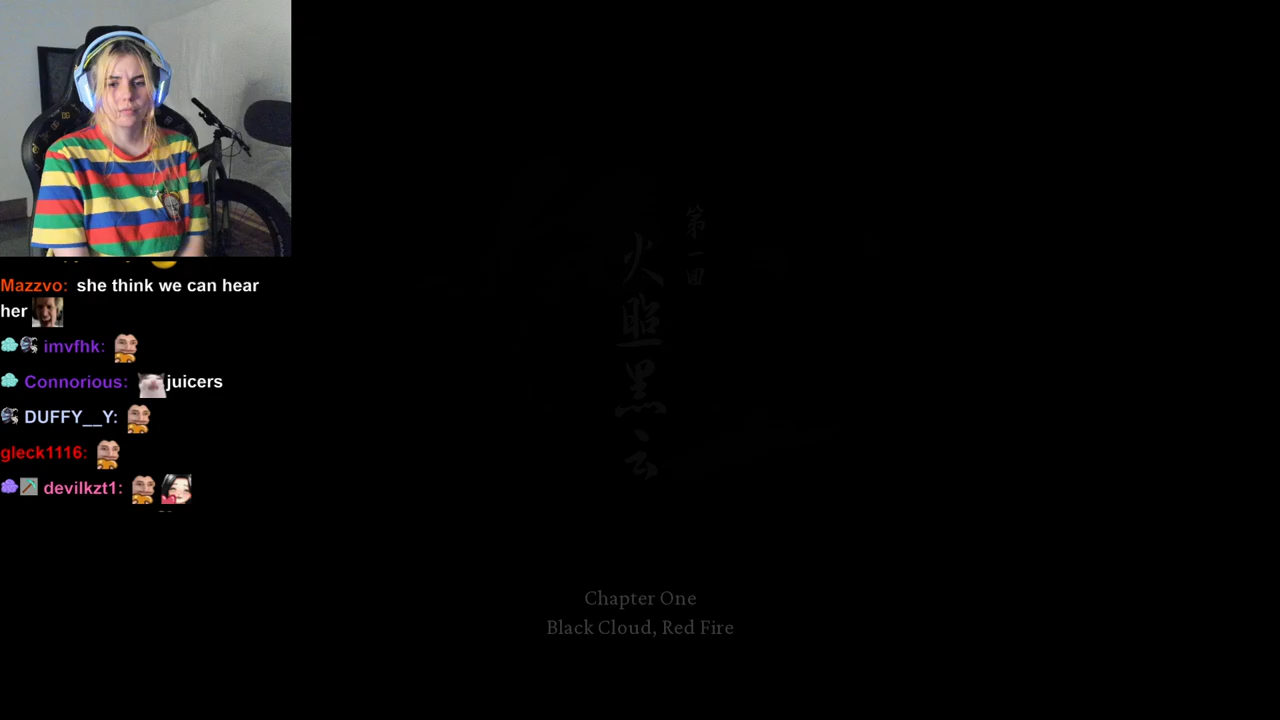 Mazzvo: she think we can hear
her
imvfhk:
Connorious: juicers
DUFFY__Y:
gleck1116:
devilkzt1:
第一回
火照黑云
Chapter One
Black Cloud, Red Fire